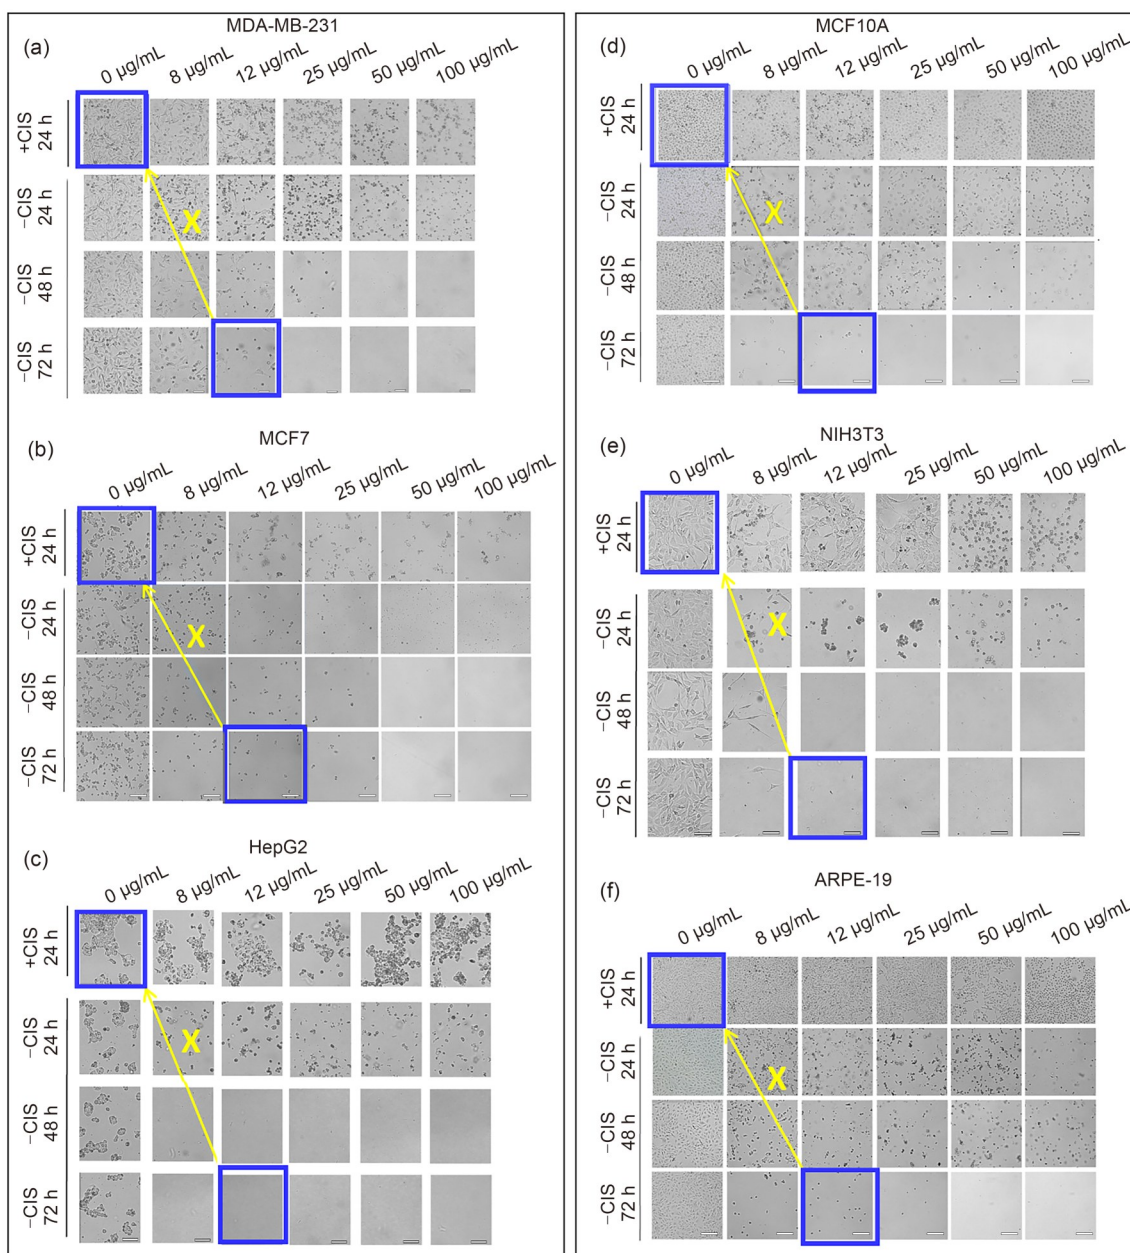 MDA-MB-231
(a)
0 µg/mL 8 µg/mL 12 µg/mL 25 µg/mL 50 µg/mL 100 µg/mL
+CIS
24 h
−CIS
24 h
X
−CIS
48 h
−CIS
72 h
MCF7
(b)
0 µg/mL 8 µg/mL 12 µg/mL 25 µg/mL 50 µg/mL 100 µg/mL
+CIS
24 h
−CIS
24 h
X
−CIS
48 h
−CIS
72 h
HepG2
(c)
0 µg/mL 8 µg/mL 12 µg/mL 25 µg/mL 50 µg/mL 100 µg/mL
+CIS
24 h
−CIS
24 h
X
−CIS
48 h
−CIS
72 h
MCF10A
(d)
0 µg/mL 8 µg/mL 12 µg/mL 25 µg/mL 50 µg/mL 100 µg/mL
+CIS
24 h
−CIS
24 h
X
−CIS
48 h
−CIS
72 h
NIH3T3
(e)
0 µg/mL 8 µg/mL 12 µg/mL 25 µg/mL 50 µg/mL 100 µg/mL
+CIS
24 h
−CIS
24 h
X
−CIS
48 h
−CIS
72 h
ARPE-19
(f)
0 µg/mL 8 µg/mL 12 µg/mL 25 µg/mL 50 µg/mL 100 µg/mL
+CIS
24 h
−CIS
24 h
X
−CIS
48 h
−CIS
72 h